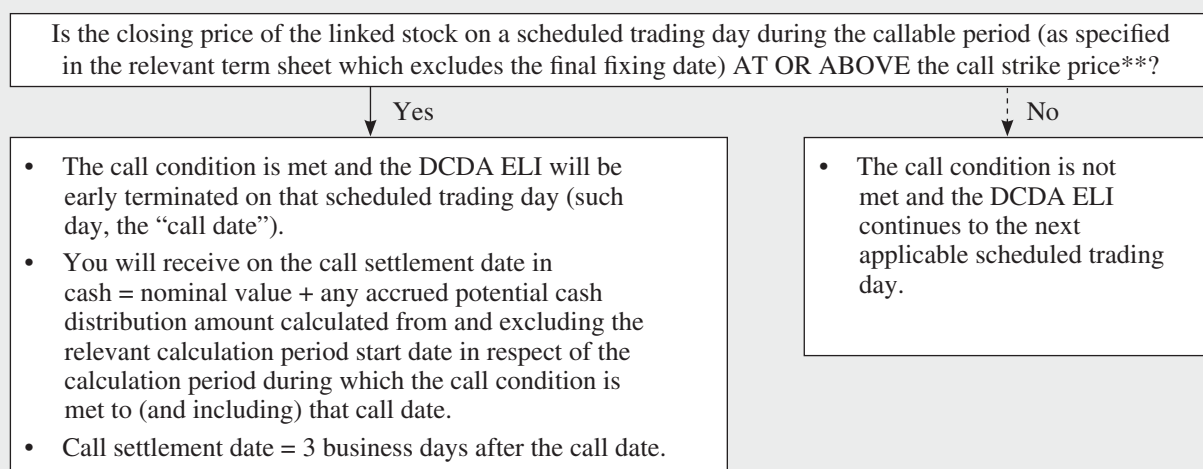 Is the closing price of the linked stock on a scheduled trading day during the callable period (as specified
in the relevant term sheet which excludes the final fixing date) AT OR ABOVE the call strike price**?
Yes
No
• The call condition is met and the DCDA ELI will be
early terminated on that scheduled trading day (such
day, the “call date”).
• You will receive on the call settlement date in
cash = nominal value + any accrued potential cash
distribution amount calculated from and excluding the
relevant calculation period start date in respect of the
calculation period during which the call condition is
met to (and including) that call date.
• Call settlement date = 3 business days after the call date.
• The call condition is not
met and the DCDA ELI
continues to the next
applicable scheduled trading
day.